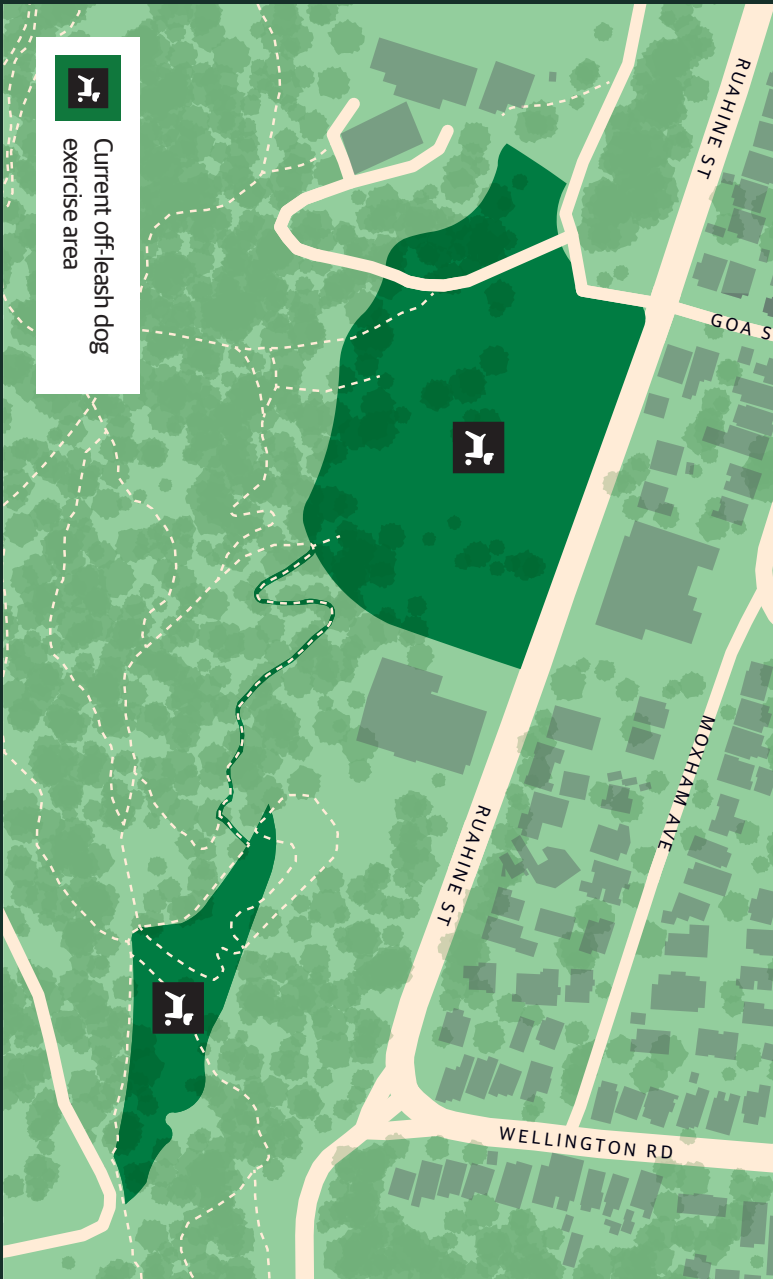 Current off-leash dog
exercise area
RUAHINE ST
GOA S
MOXHAM AVE
RUAHINE ST
WELLINGTON RD